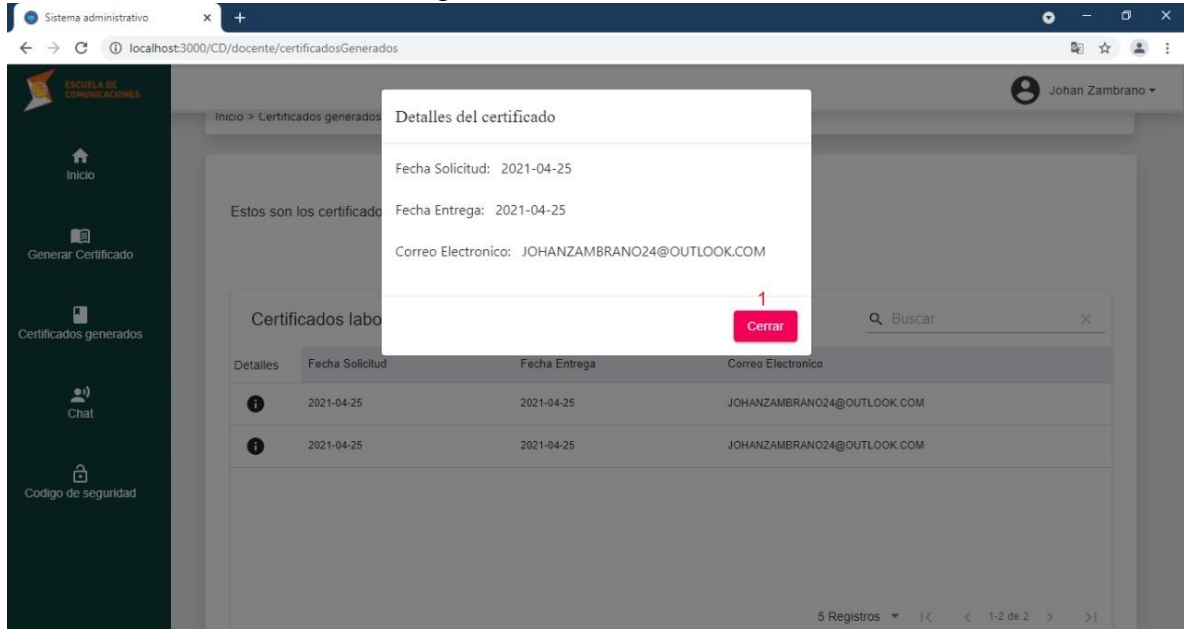 Sistema administrativo
localhost:3000/CD/docente/certificadosGenerados
ESCUELA DE
COMUNICACIONES
Johan Zambrano
Inicio > Certificados generados
Detalles del certificado
Fecha Solicitud: 2021-04-25
Fecha Entrega: 2021-04-25
Correo Electronico: JOHANZAMBRANO24@OUTLOOK.COM
1
Cerrar
Inicio
Generar Certificado
Certificados generados
Chat
Codigo de seguridad
Estos son los certificado
Certificados labo
Buscar
Detalles Fecha Solicitud Fecha Entrega Correo Electronico
2021-04-25 2021-04-25 JOHANZAMBRANO24@OUTLOOK.COM
2021-04-25 2021-04-25 JOHANZAMBRANO24@OUTLOOK.COM
5 Registros |< < 1-2 de 2 > >|